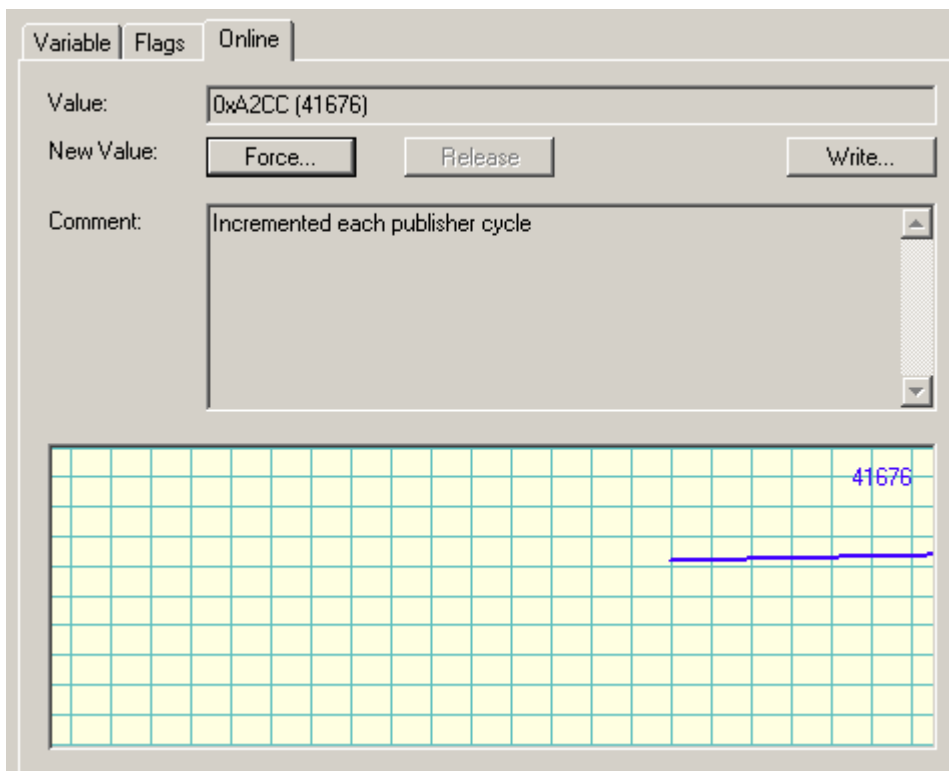 Variable Flags Online
Value: 0xA2CC (41676)
New Value: Force... Release Write...
Comment: Incremented each publisher cycle
41676